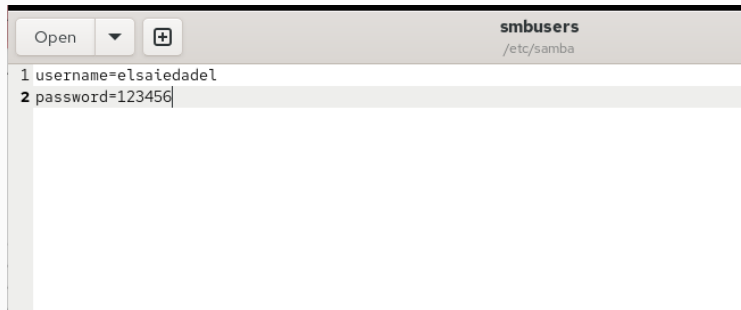 Open
smbusers
/etc/samba
1 username=elsaiedadel
2 password=123456